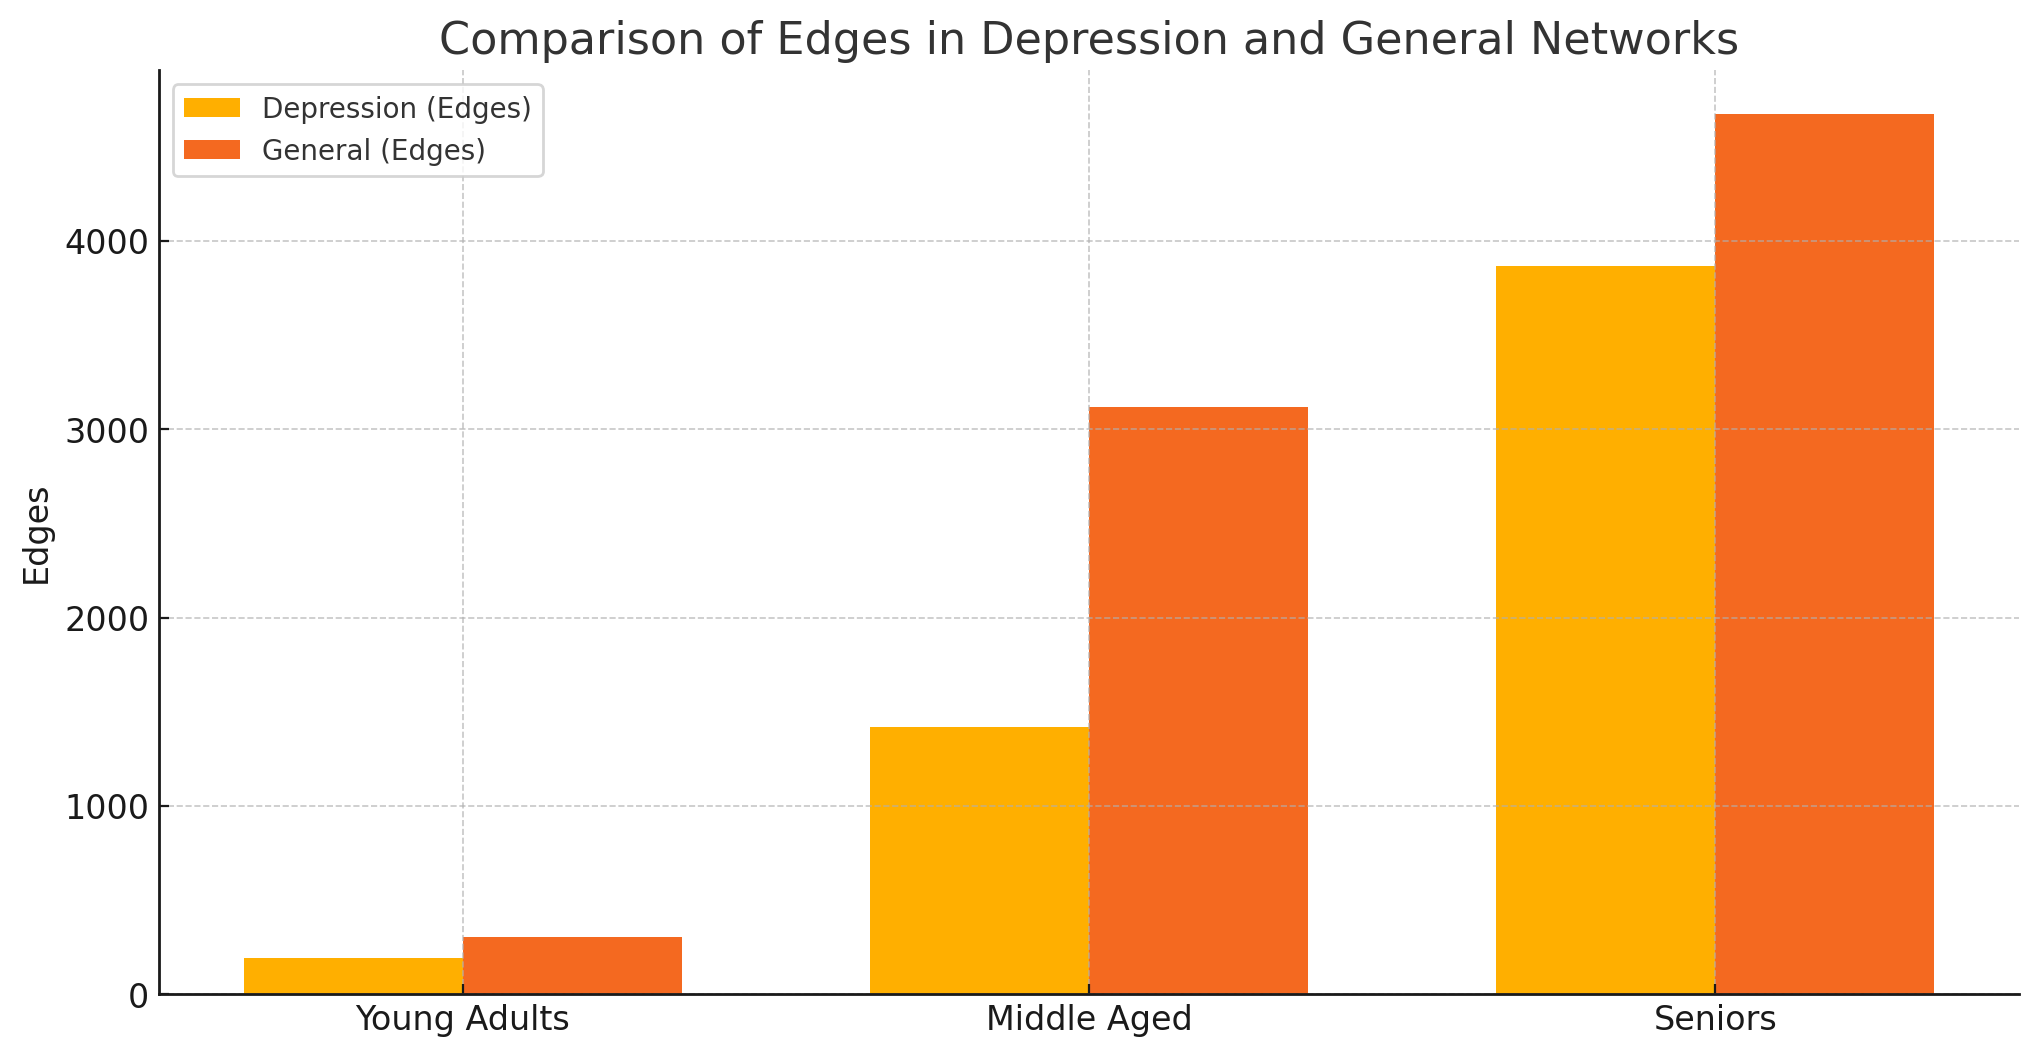 Comparison of Edges in Depression and General Networks
Depression (Edges)
General (Edges)
Edges
4000
3000
2000
1000
0
Young Adults
Middle Aged
Seniors